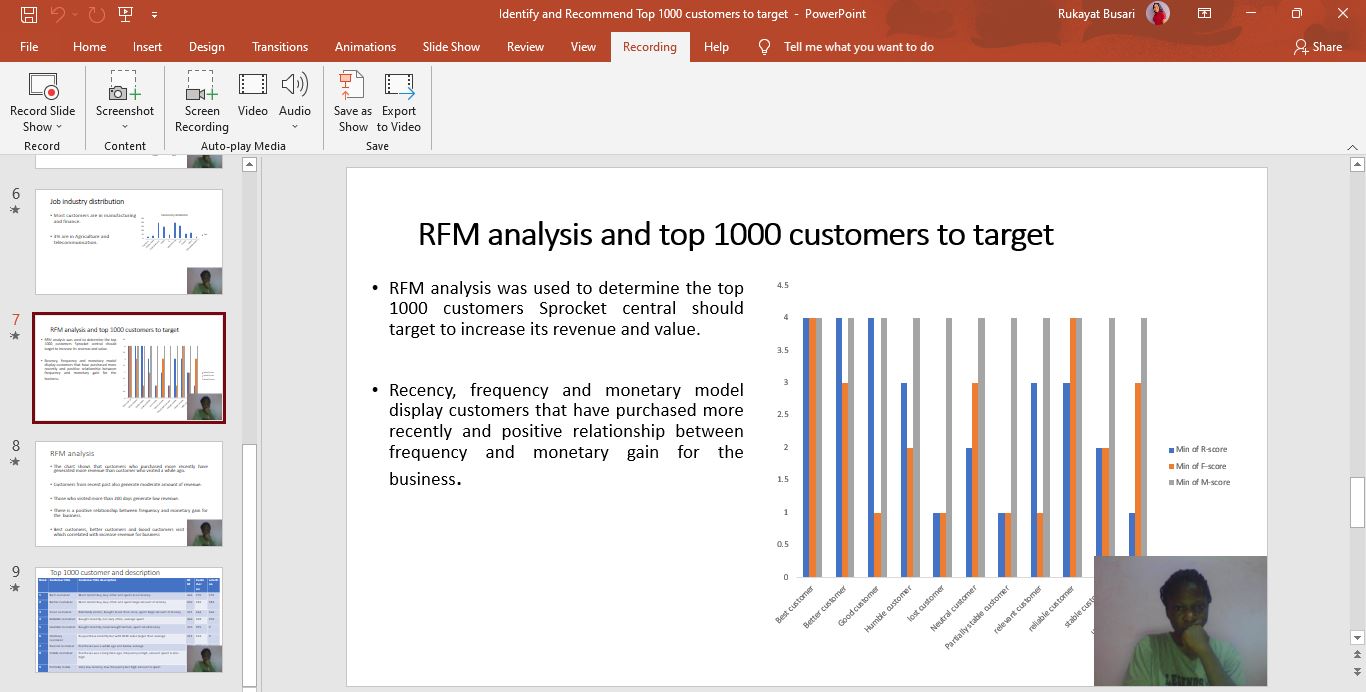 Identify and Recommend Top 1000 customers to target - PowerPoint
Rukayat Busari
File Home Insert Design Transitions Animations Slide Show Review View Recording Help Tell me what you want to do Share
Record Slide Show
Screenshot
Screen Recording
Video
Audio
Save as Show
Export to Video
Record
Content
Auto-play Media
Save
6
Job industry distribution
• Most customers are in manufacturing
and finance.
• 3% are in Agriculture and
telecommunication.
7
RFM analysis and top 1000 customers to target
8
RFM analysis
• The chart shows that customers who purchased more recently have
generated more revenue than customer who visited a while ago.
• Customers from recent past also generate moderate amount of revenue.
• Those who visited more than 200 days generate low revenue.
• There is a positive relationship between frequency and monetary gain for
the business.
• Best customers, better customers and Good customers visit
which correlated with increase revenue for business
9
Top 1000 customer and description
RFM analysis and top 1000 customers to target
• RFM analysis was used to determine the top
1000 customers Sprocket central should
target to increase its revenue and value.
• Recency, frequency and monetary model
display customers that have purchased more
recently and positive relationship between
frequency and monetary gain for the
business.
4.5
4
3.5
3
2.5
2
1.5
1
0.5
0
Best customer
Better customer
Good customer
Humble customer
lost customer
Neutral customer
Partially stable customer
relevant customer
reliable customer
stable
Min of R-score
Min of F-score
Min of M-score